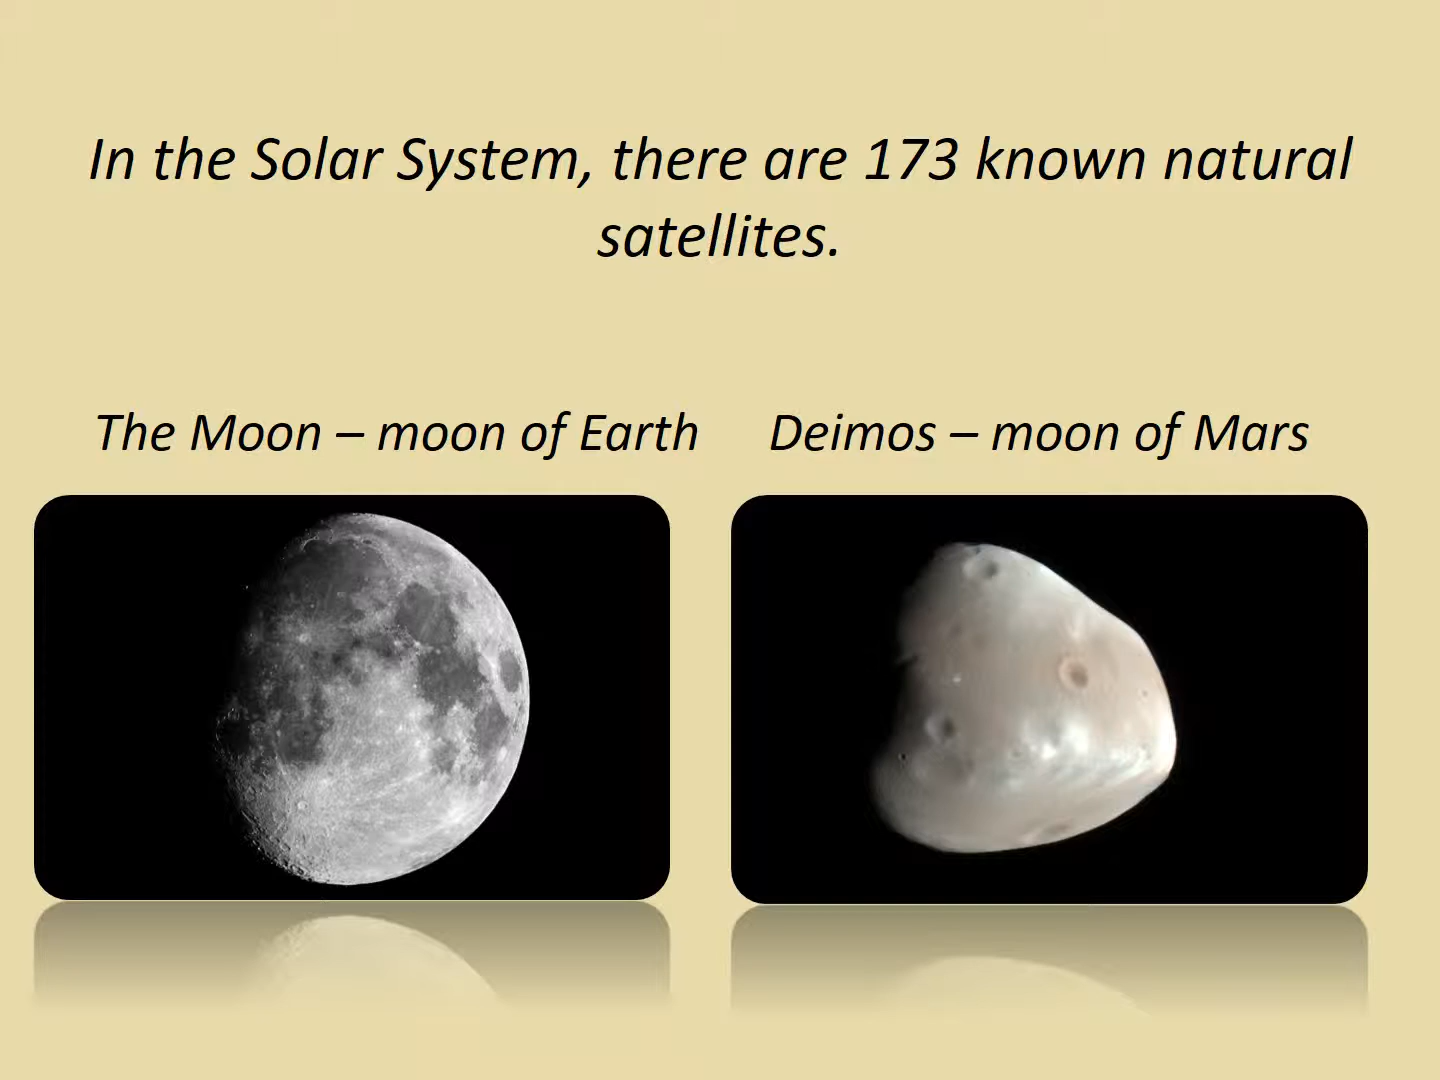 In the Solar System, there are 173 known natural
satellites.
The Moon – moon of Earth
Deimos – moon of Mars